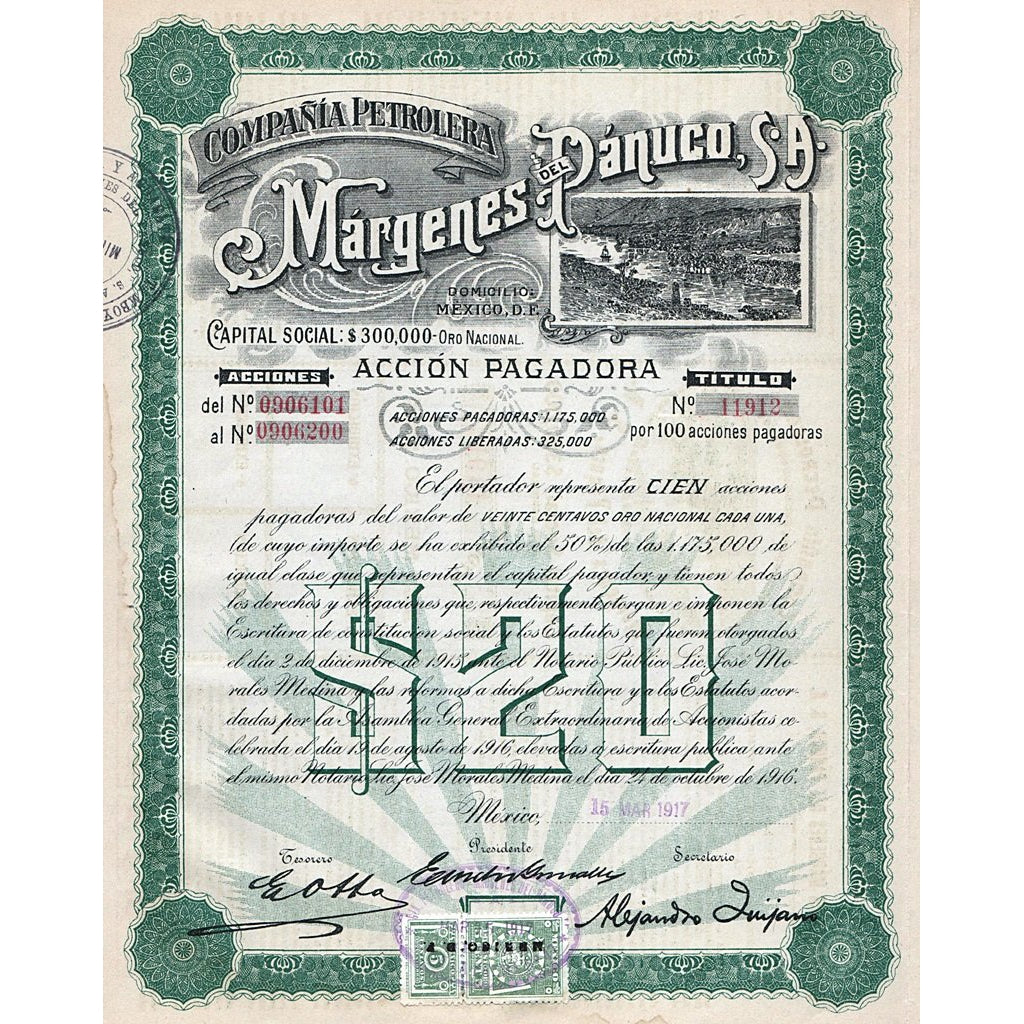 COMPAÑÍA PETROLERA
Márgenes DEL Pánuco, S.A.
DOMICILIO:
MÉXICO, D.F.
CAPITAL SOCIAL: $300,000- ORO NACIONAL.
ACCIÓN PAGADORA
ACCIONES
TITULO
del Nº 0906101
al Nº 0906200
ACCIONES PAGADORAS: 1.175,000
ACCIONES LIBERADAS: 325,000
Nº 11912
por 100 acciones pagadoras
El portador representa CIEN acciones
pagadoras del valor de VEINTE CENTAVOS ORO NACIONAL CADA UNA,
(de cuyo importe se ha exhibido el 50%) de las 1.175,000 de
igual clase que representan el capital pagador y tienen todos
los derechos y obligaciones que, respectivamente, otorgan e imponen la
Escritura de constitucion social y los Estatutos que fueron otorgados
el día 2 de diciembre de 1915 ante el Notario Público Lic. José Mo-
rales Medina y las reformas a dicha Escritura y a los Estatutos acor-
dadas por la Asamblea General Extraordinaria de Accionistas ce-
lebrada el día 19 de agosto de 1916, elevadas a escritura pública ante
el mismo Notario Lic. José Morales Medina el día 24 de octubre de 1916.
$20
México, 15 MAR 1917
Tesorero
Presidente
Secretario
Alejandro Quijano
MEXICO, D. F.
5